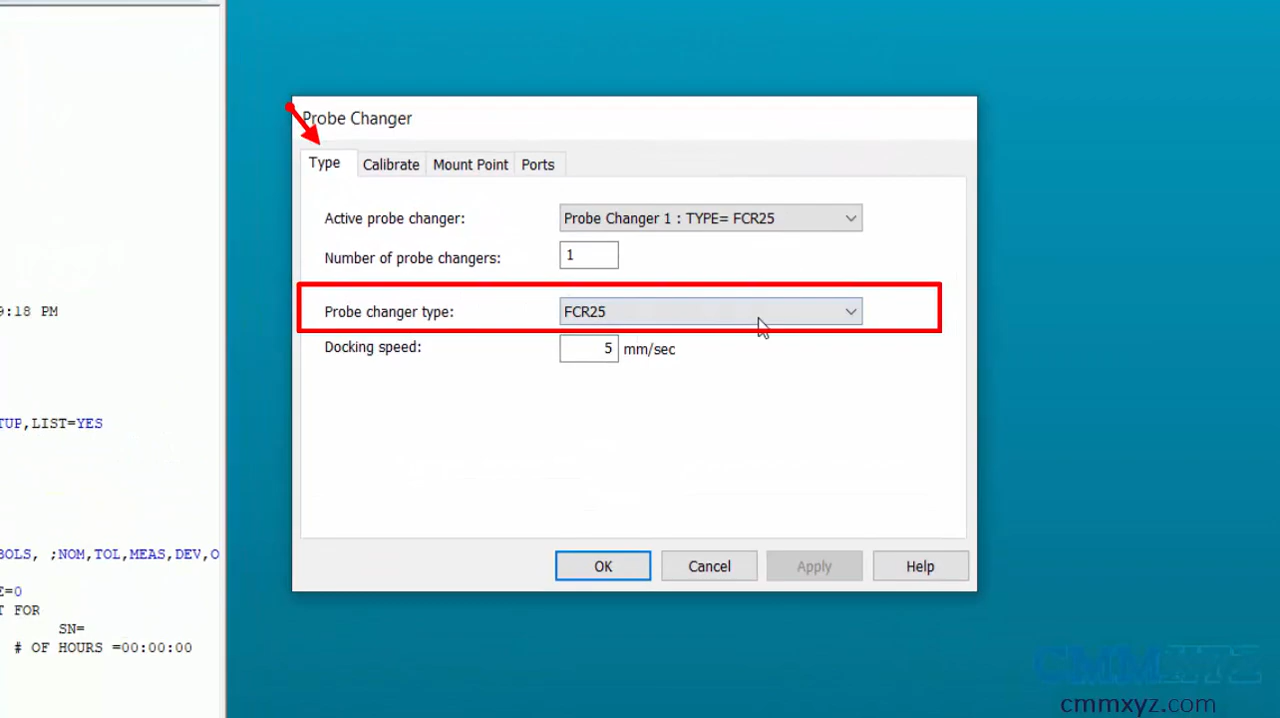 Probe Changer
Type Calibrate Mount Point Ports
Active probe changer: Probe Changer 1 : TYPE= FCR25
Number of probe changers: 1
Probe changer type: FCR25
Docking speed: 5 mm/sec
OK Cancel Apply Help
9:18 PM
TUP,LIST=YES
BOLS, ;NOM,TOL,MEAS,DEV,O
E=0
T FOR
SN=
# OF HOURS =00:00:00
CMMXYZ
cmmxyz.com